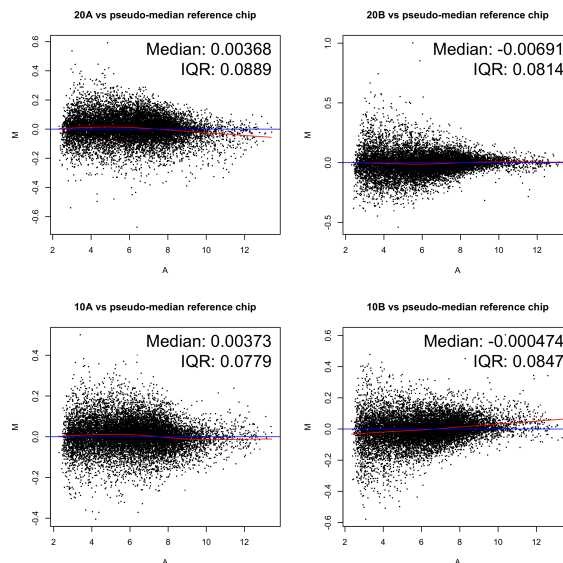 20A vs pseudo-median reference chip
Median: 0.00368
IQR: 0.0889
0.6
0.4
0.2
0.0
-0.2
-0.4
-0.6
M
2 4 6 8 10 12
A
20B vs pseudo-median reference chip
Median: -0.00691
IQR: 0.0814
1.0
0.5
0.0
-0.5
M
2 4 6 8 10 12
A
10A vs pseudo-median reference chip
Median: 0.00373
IQR: 0.0779
0.4
0.2
0.0
-0.2
-0.4
M
2 4 6 8 10 12
A
10B vs pseudo-median reference chip
Median: -0.000474
IQR: 0.0847
0.6
0.4
0.2
0.0
-0.2
-0.4
-0.6
M
2 4 6 8 10 12
A